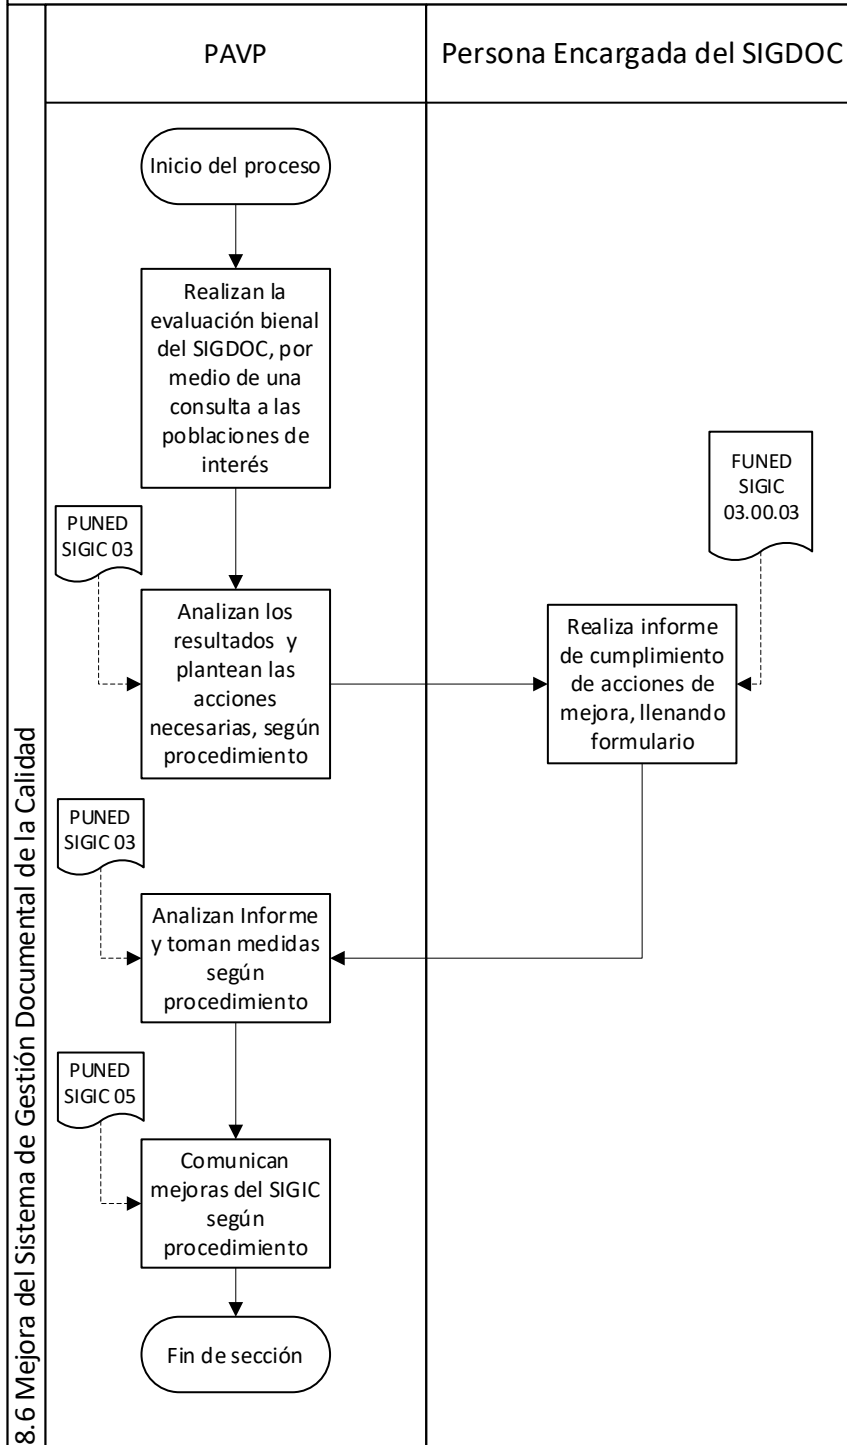 PAVP
Persona Encargada del SIGDOC
8.6 Mejora del Sistema de Gestión Documental de la Calidad
Inicio del proceso
Realizan la
evaluación bienal
del SIGDOC, por
medio de una
consulta a las
poblaciones de
interés
PUNED
SIGIC 03
Analizan los
resultados y
plantean las
acciones
necesarias, según
procedimiento
FUNED
SIGIC
03.00.03
Realiza informe
de cumplimiento
de acciones de
mejora, llenando
formulario
PUNED
SIGIC 03
Analizan Informe
y toman medidas
según
procedimiento
PUNED
SIGIC 05
Comunican
mejoras del SIGIC
según
procedimiento
Fin de sección